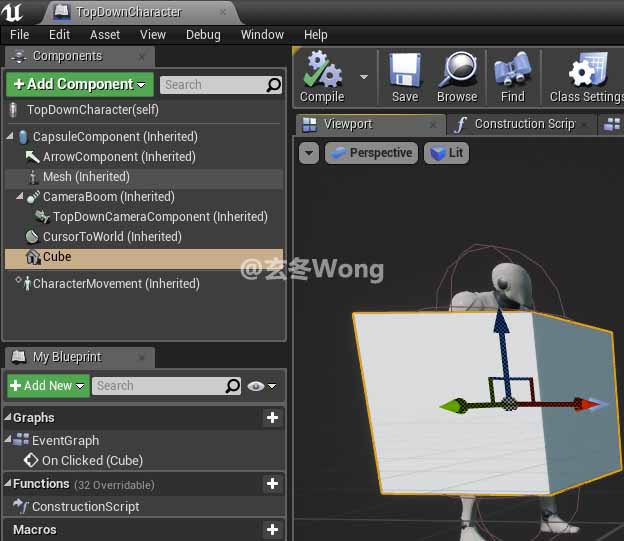 TopDownCharacter
File Edit Asset View Debug Window Help
Components
+Add Component
Search
TopDownCharacter(self)
CapsuleComponent (Inherited)
ArrowComponent (Inherited)
Mesh (Inherited)
CameraBoom (Inherited)
TopDownCameraComponent (Inherited)
CursorToWorld (Inherited)
Cube
CharacterMovement (Inherited)
My Blueprint
+Add New
Search
Graphs
EventGraph
On Clicked (Cube)
Functions (32 Overridable)
ConstructionScript
Macros
Compile Save Browse Find Class Settings
Viewport Construction Scrip
Perspective Lit
@玄冬Wong